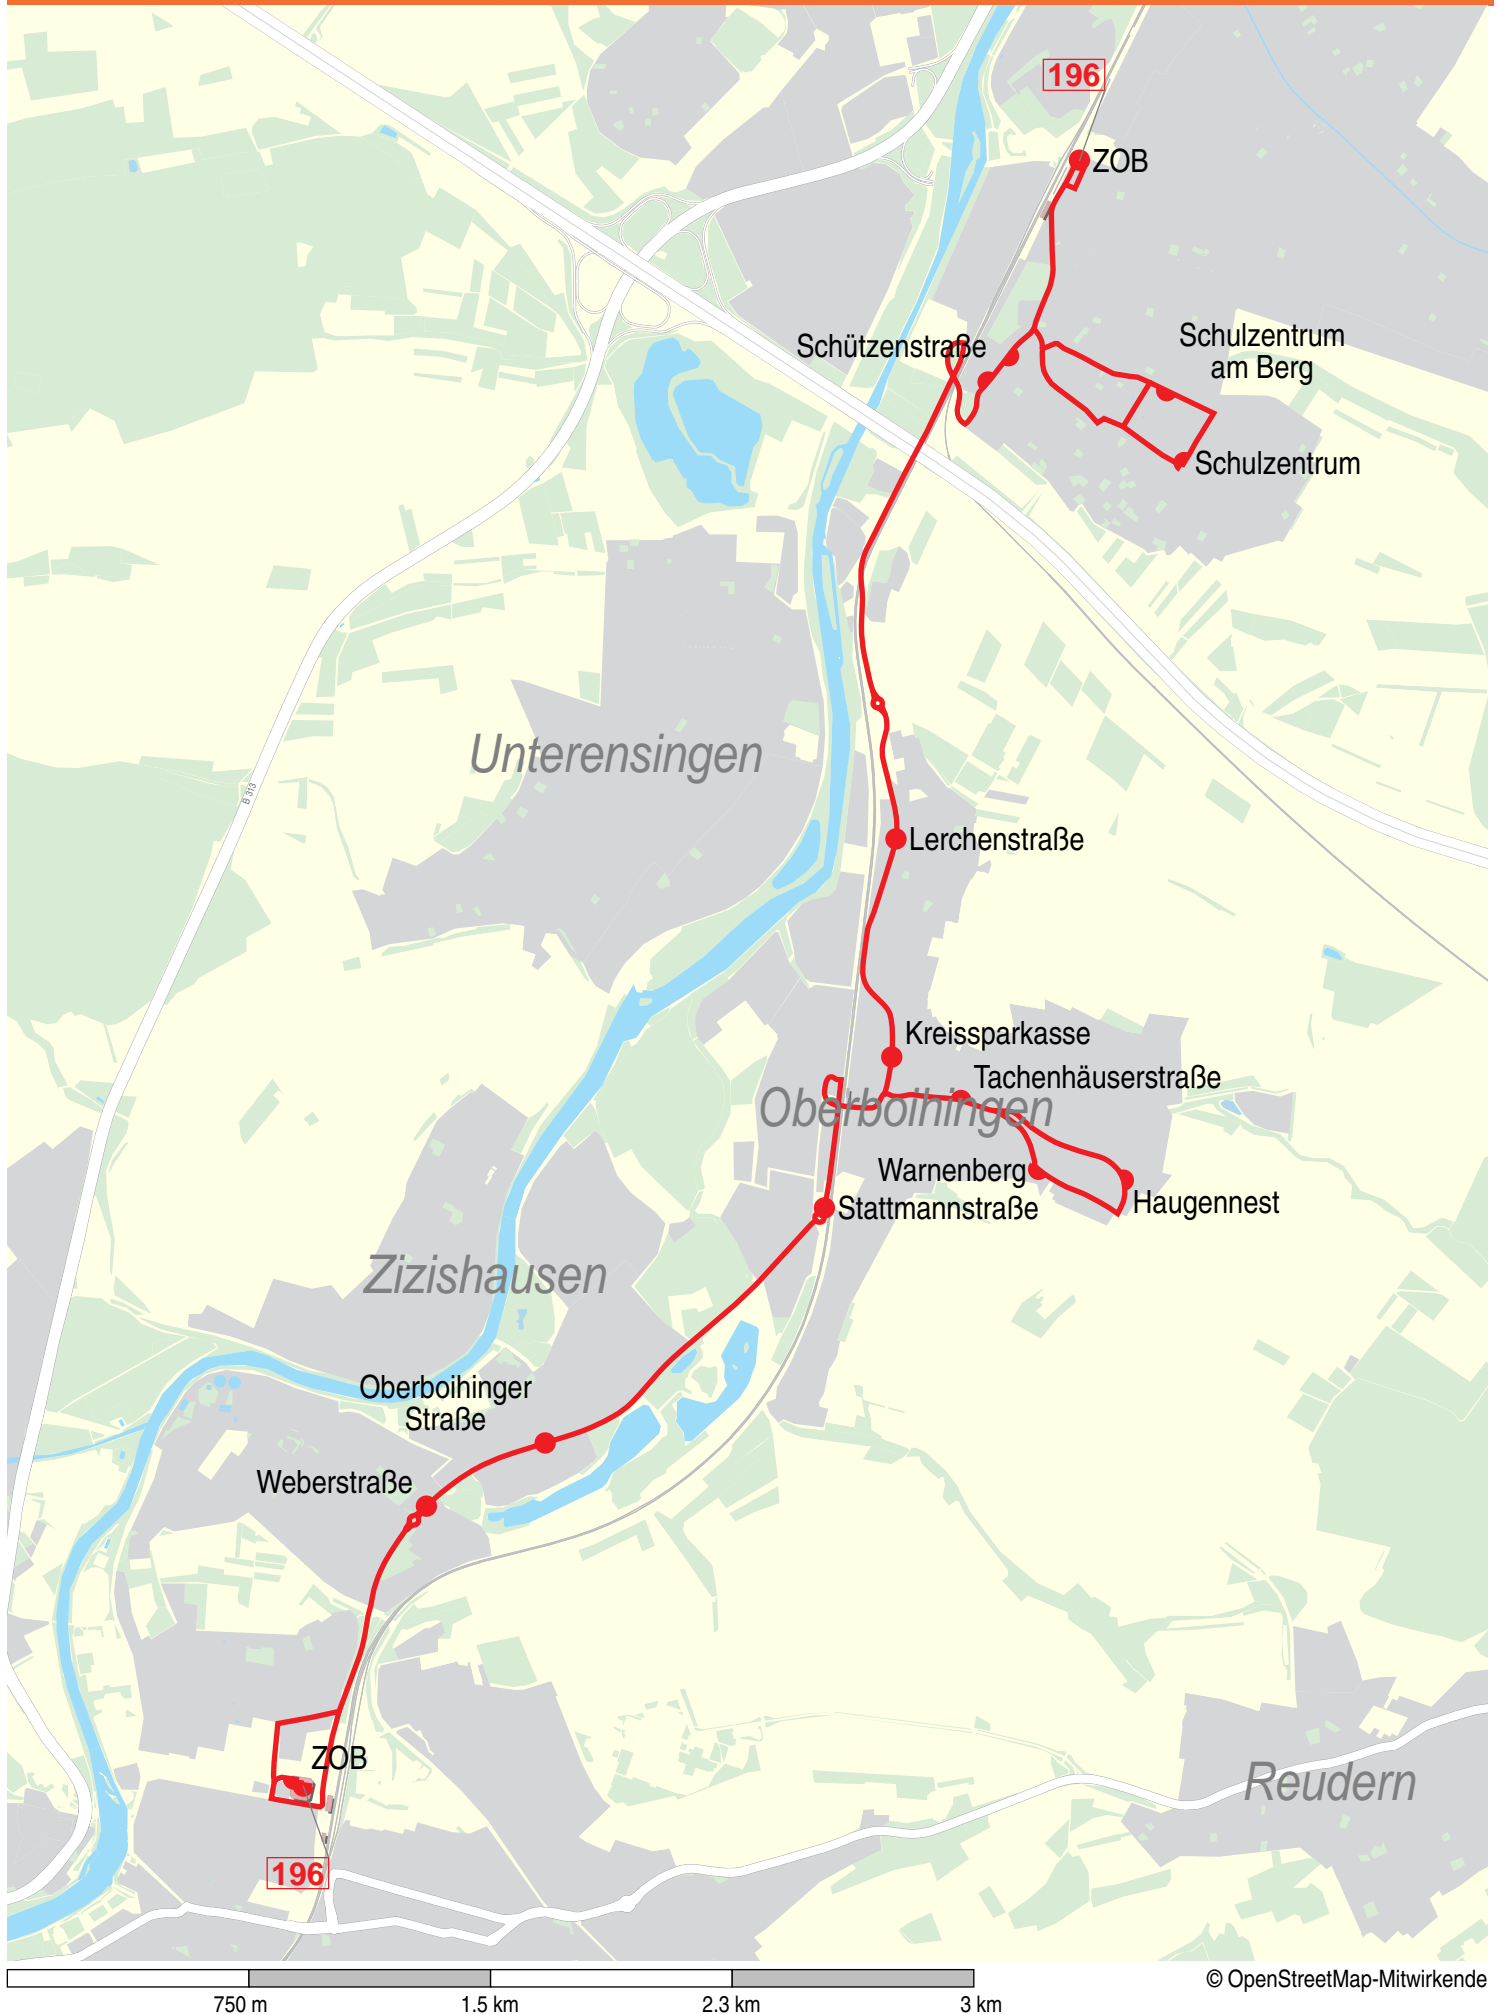 196
ZOB
Schützenstraße
Schulzentrum
am Berg
Schulzentrum
Unterensingen
B 313
Lerchenstraße
Kreissparkasse
Tachenhäuserstraße
Oberboihingen
Warnenberg
Haugennest
Stattmannstraße
Zizishausen
Oberboihinger
Straße
Weberstraße
ZOB
Reudern
196
© OpenStreetMap-Mitwirkende
750 m
1.5 km
2.3 km
3 km